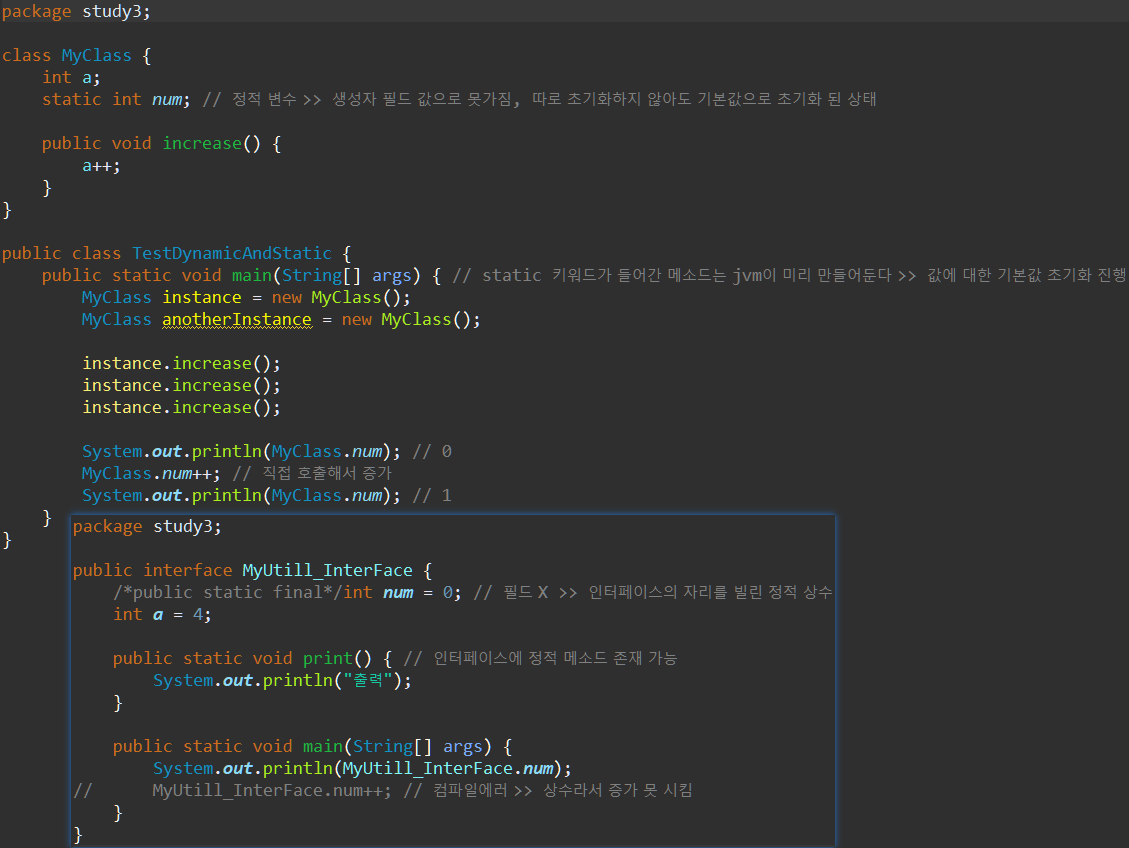 package study3;
class MyClass {
int a;
static int num; // 정적 변수 >> 생성자 필드 값으로 못가짐, 따로 초기화하지 않아도 기본값으로 초기화 된 상태
public void increase() {
a++;
}
}
public class TestDynamicAndStatic {
public static void main(String[] args) { // static 키워드가 들어간 메소드는 jvm이 미리 만들어둔다 >> 값에 대한 기본값 초기화 진행
MyClass instance = new MyClass();
MyClass anotherInstance = new MyClass();
instance.increase();
instance.increase();
instance.increase();
System.out.println(MyClass.num); // 0
MyClass.num++; // 직접 호출해서 증가
System.out.println(MyClass.num); // 1
}
}
package study3;
public interface MyUtill_InterFace {
/*public static final*/int num = 0; // 필드 X >> 인터페이스의 자리를 빌린 정적 상수
int a = 4;
public static void print() { // 인터페이스에 정적 메소드 존재 가능
System.out.println("출력");
}
public static void main(String[] args) {
System.out.println(MyUtill_InterFace.num);
// MyUtill_InterFace.num++; // 컴파일에러 >> 상수라서 증가 못 시킴
}
}